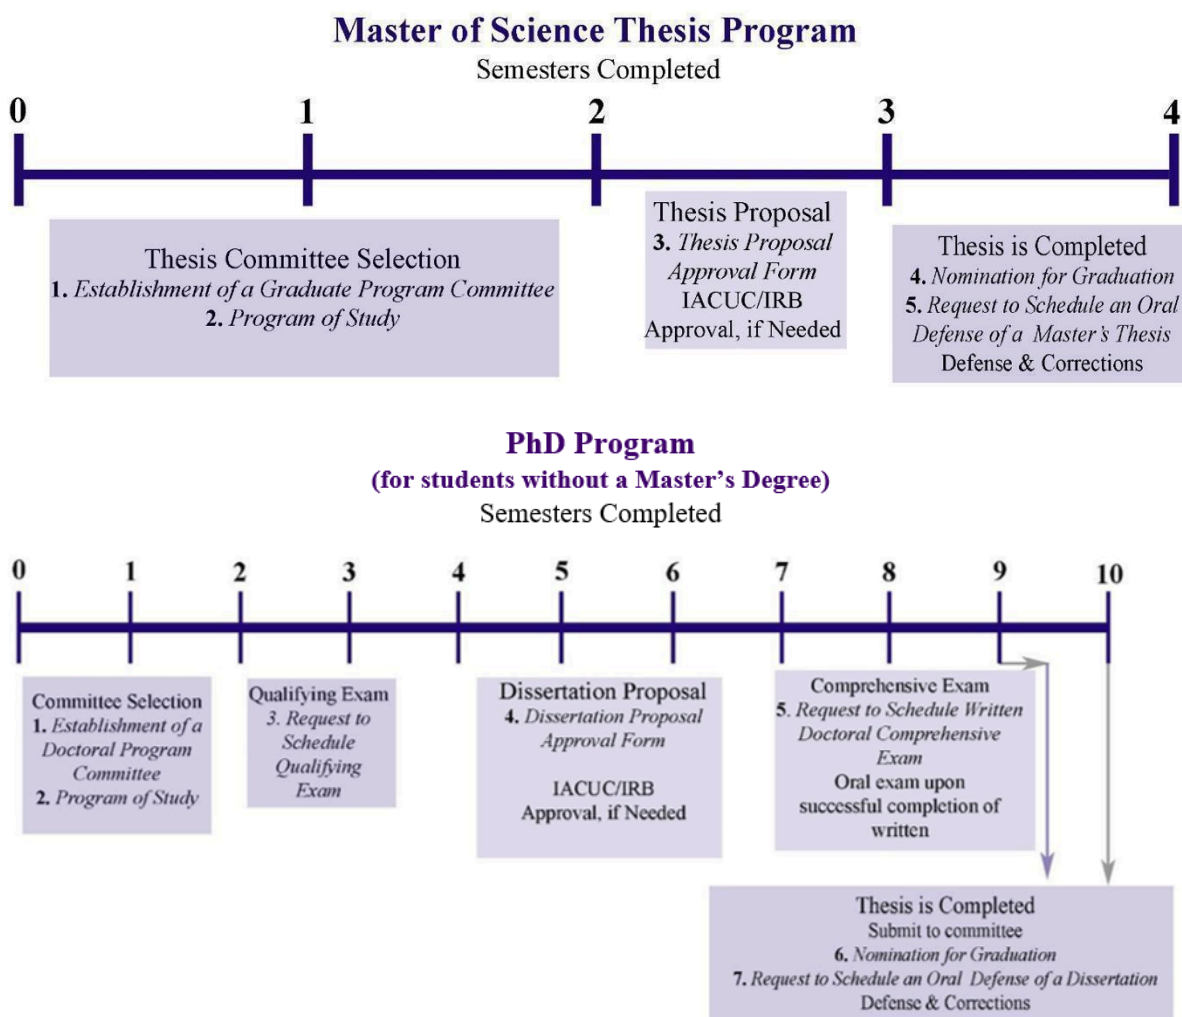 Master of Science Thesis Program
Semesters Completed
0 1 2 3 4
Thesis Committee Selection
1. Establishment of a Graduate Program Committee
2. Program of Study
Thesis Proposal
3. Thesis Proposal
Approval Form
IACUC/IRB
Approval, if Needed
Thesis is Completed
4. Nomination for Graduation
5. Request to Schedule an Oral
Defense of a Master's Thesis
Defense & Corrections
PhD Program
(for students without a Master's Degree)
Semesters Completed
0 1 2 3 4 5 6 7 8 9 10
Committee Selection
1. Establishment of a
Doctoral Program
Committee
2. Program of Study
Qualifying Exam
3. Request to
Schedule
Qualifying
Exam
Dissertation Proposal
4. Dissertation Proposal
Approval Form
IACUC/IRB
Approval, if Needed
Comprehensive Exam
5. Request to Schedule Written
Doctoral Comprehensive
Exam
Oral exam upon
successful completion of
written
Thesis is Completed
Submit to committee
6. Nomination for Graduation
7. Request to Schedule an Oral Defense of a Dissertation
Defense & Corrections